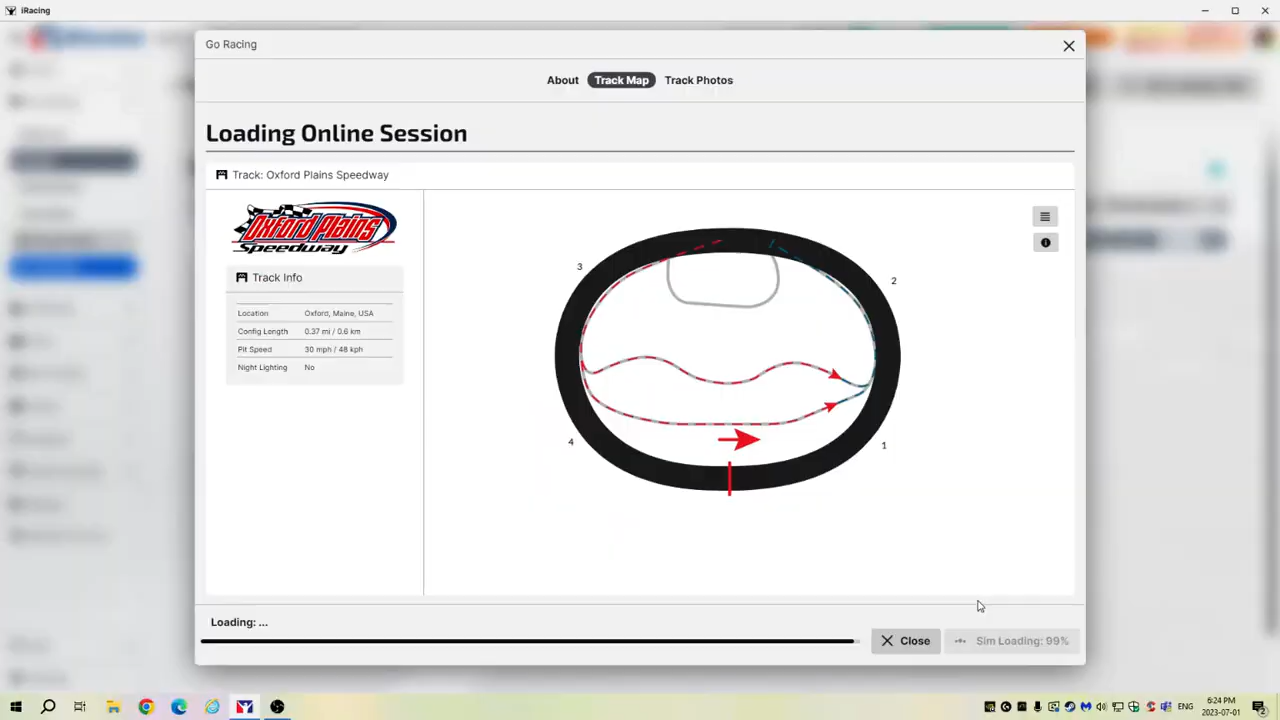 iRacing
Go Racing
About
Track Map
Track Photos
Loading Online Session
Track: Oxford Plains Speedway
Oxford Plains
Speedway
Track Info
Location Oxford, Maine, USA
Config Length 0.37 mi / 0.6 km
Pit Speed 30 mph / 48 kph
Night Lighting No
3
2
4
1
Loading: ...
Close
Sim Loading: 99%
ENG
6:24 PM
2023-07-01
2